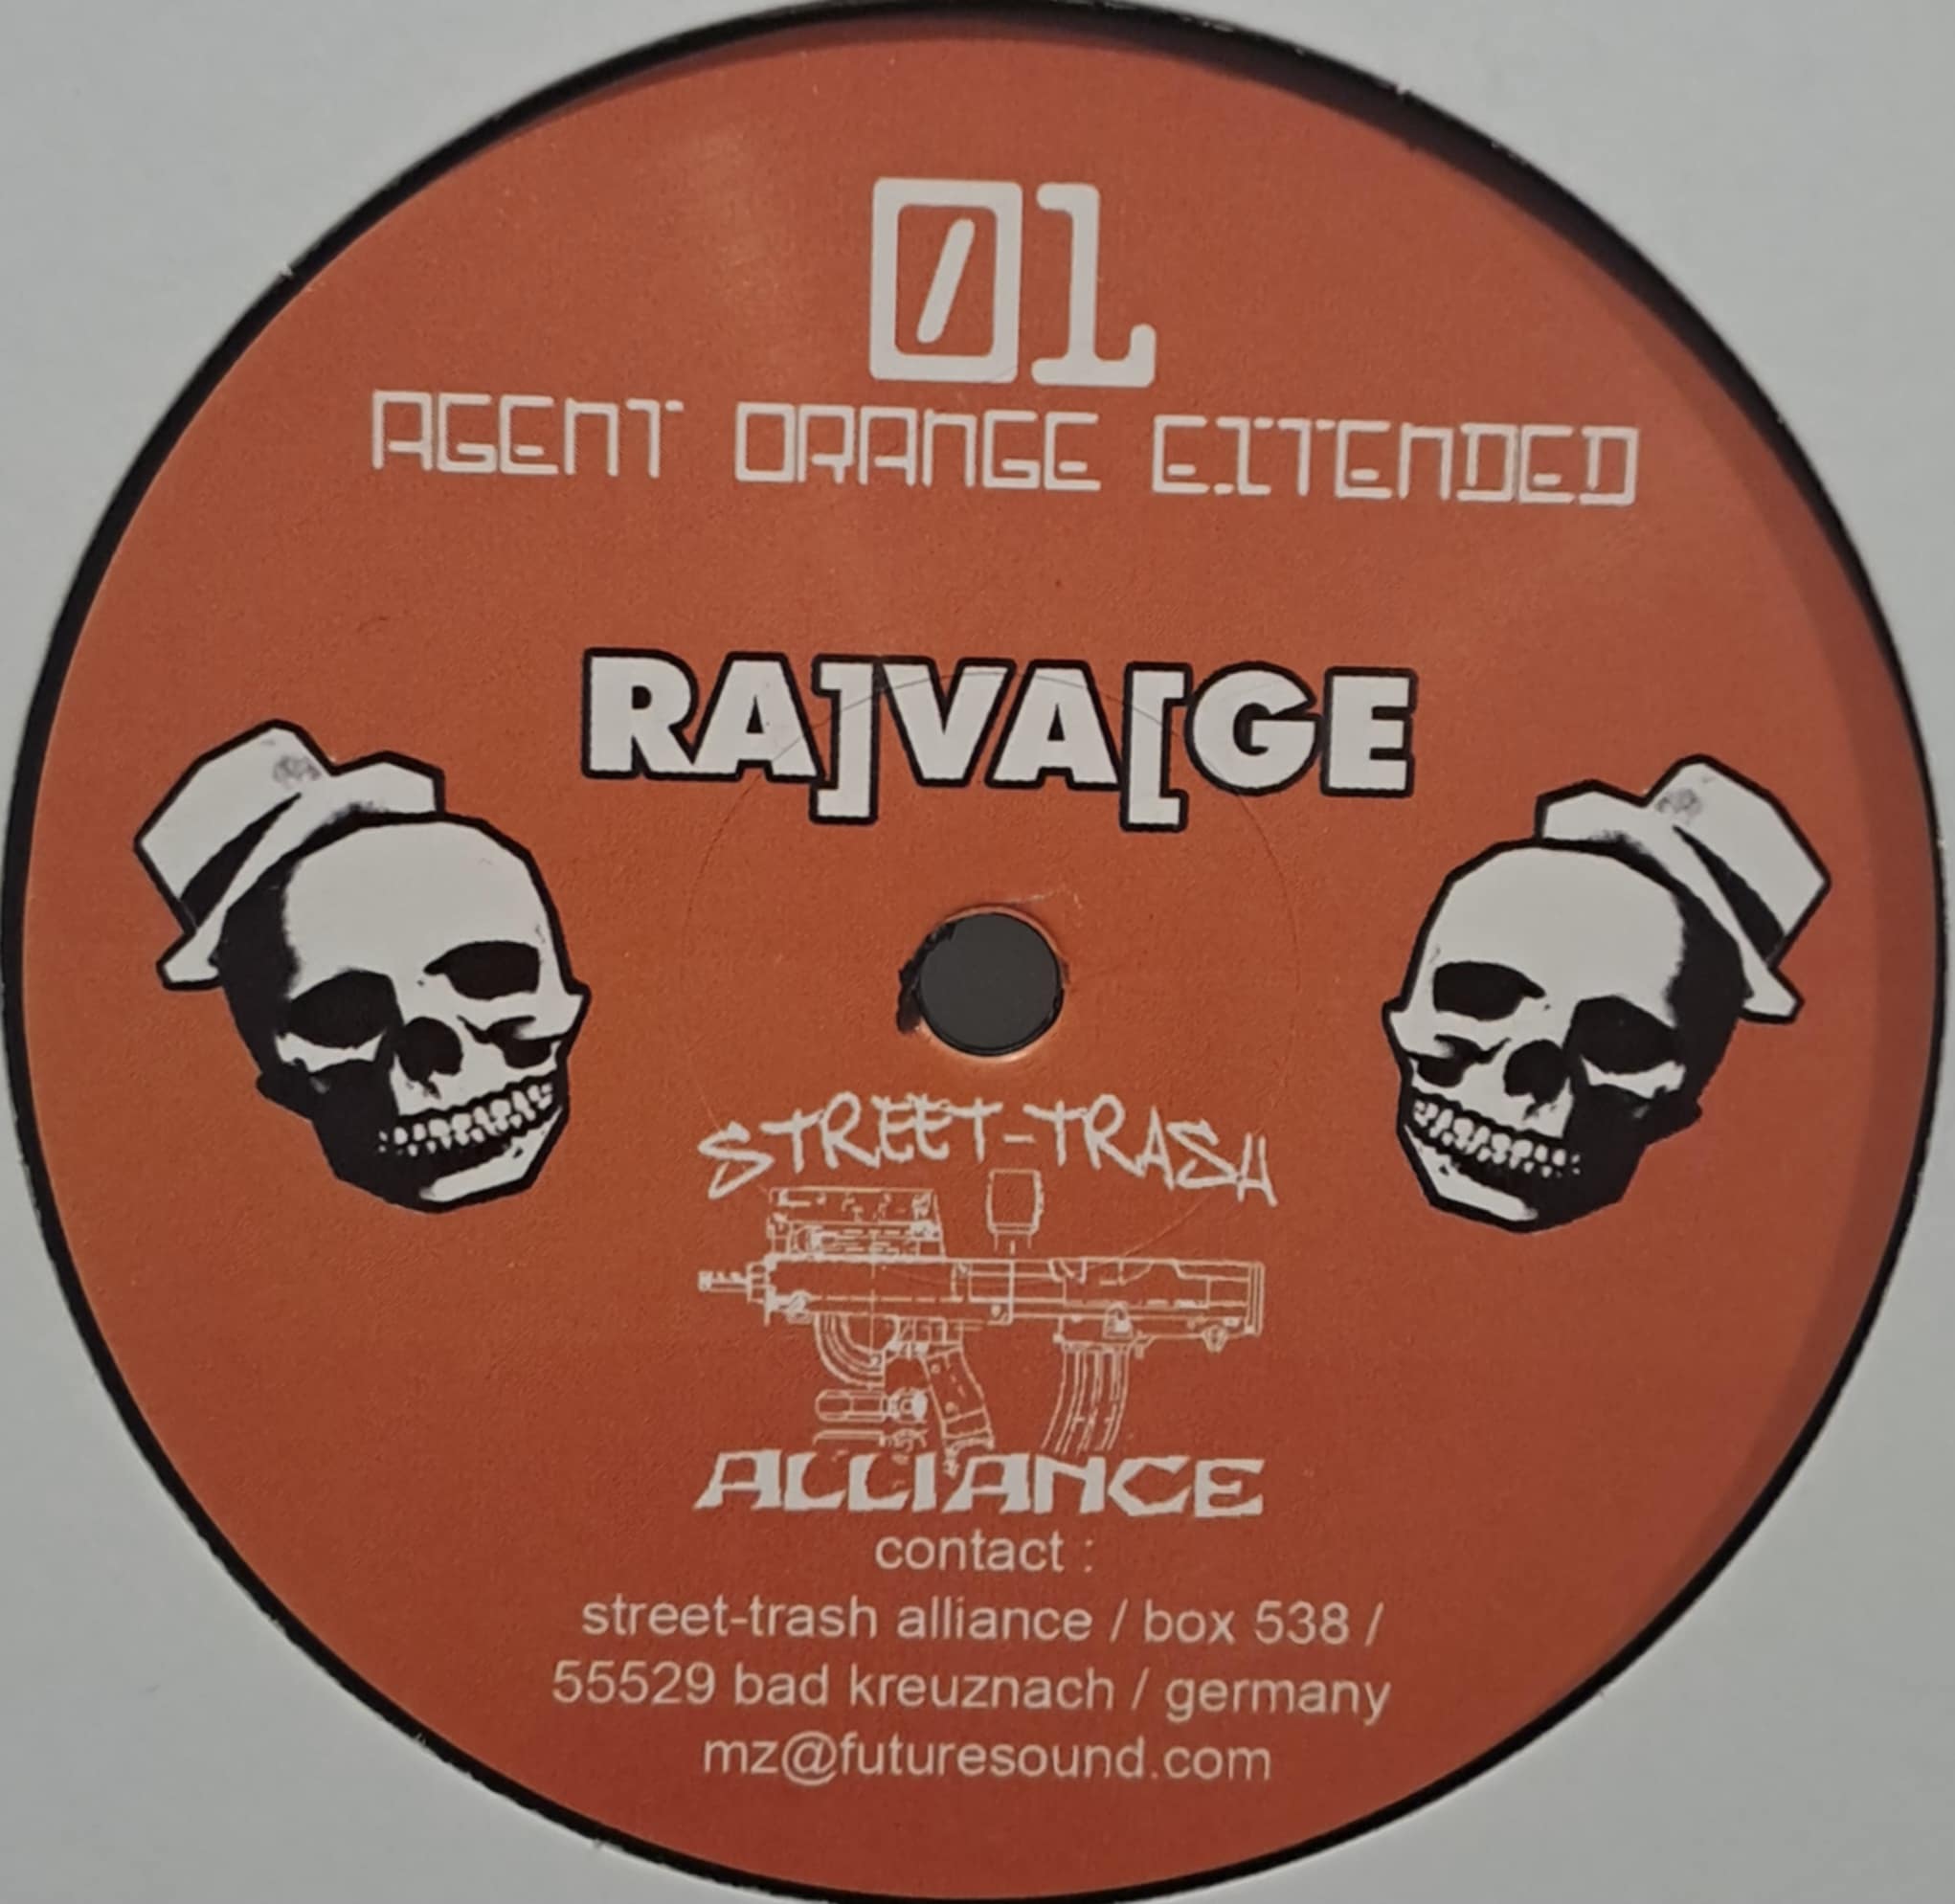 01
AGENT ORANGE EXTENDED
RA]VA[GE
STREET-TRASH
ALLIANCE
contact :
street-trash alliance / box 538 /
55529 bad kreuznach / germany
mz@futuresound.com